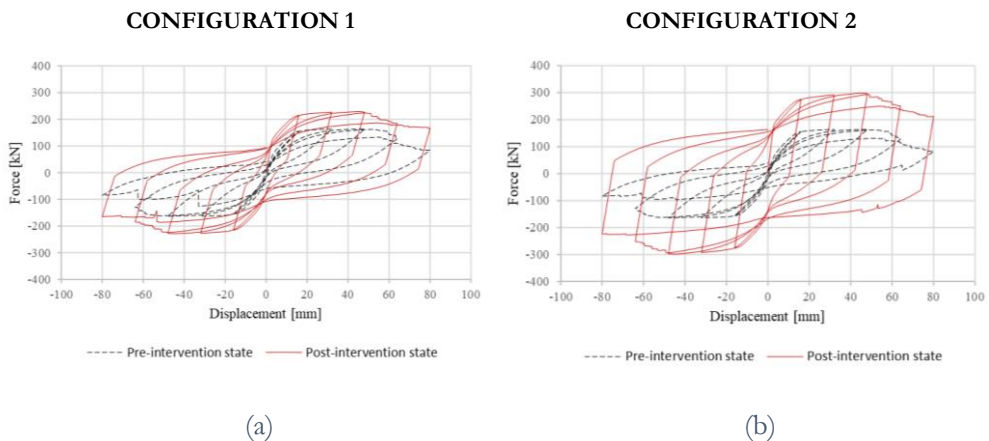 CONFIGURATION 1
CONFIGURATION 2
400
300
200
100
0
-100
-200
-300
-400
Force [kN]
-100 -80 -60 -40 -20 0 20 40 60 80 100
Displacement [mm]
Pre-intervention state Post-intervention state
400
300
200
100
0
-100
-200
-300
-400
Force [kN]
-100 -80 -60 -40 -20 0 20 40 60 80 100
Displacement [mm]
Pre-intervention state Post-intervention state
(a)
(b)